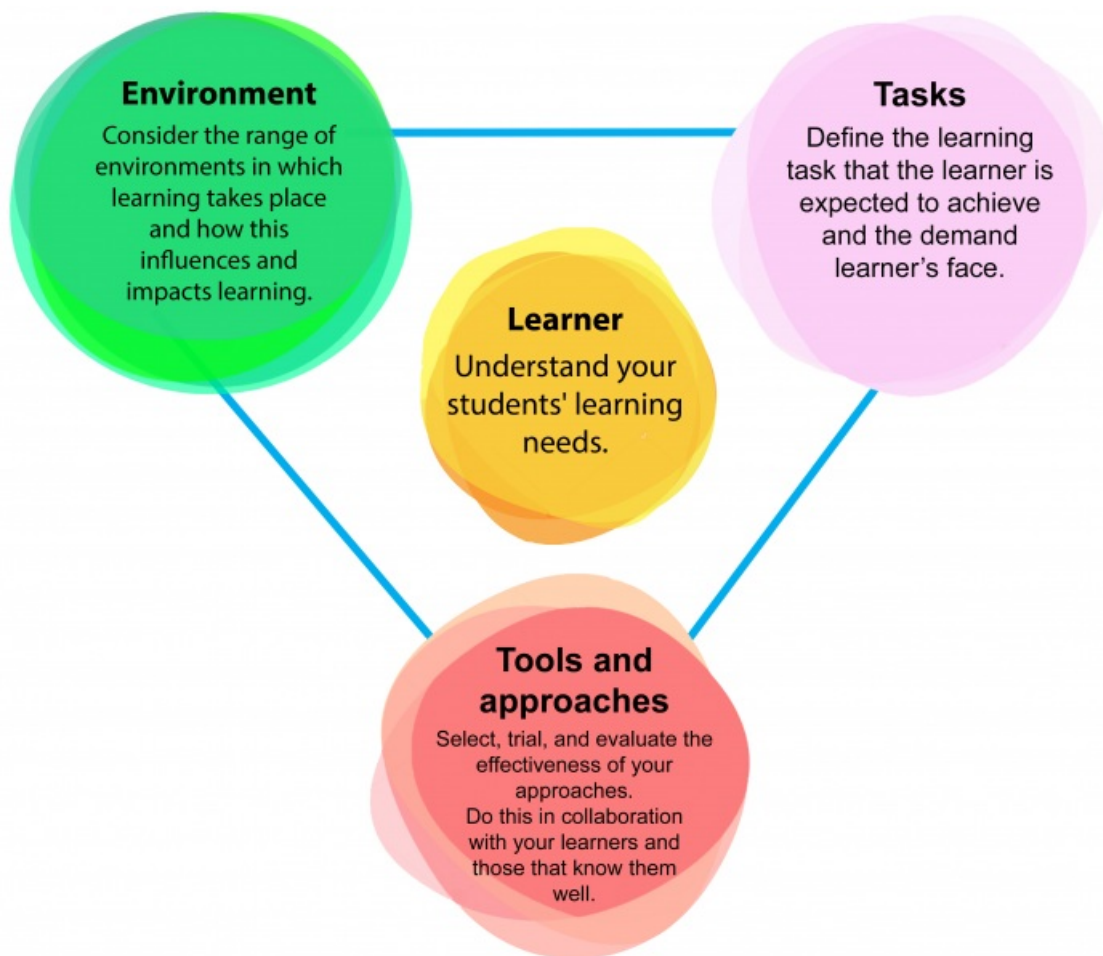 Environment
Consider the range of
environments in which
learning takes place
and how this
influences and
impacts learning.
Tasks
Define the learning
task that the learner is
expected to achieve
and the demand
learner’s face.
Learner
Understand your
students' learning
needs.
Tools and
approaches
Select, trial, and evaluate the
effectiveness of your
approaches.
Do this in collaboration
with your learners and
those that know them
well.